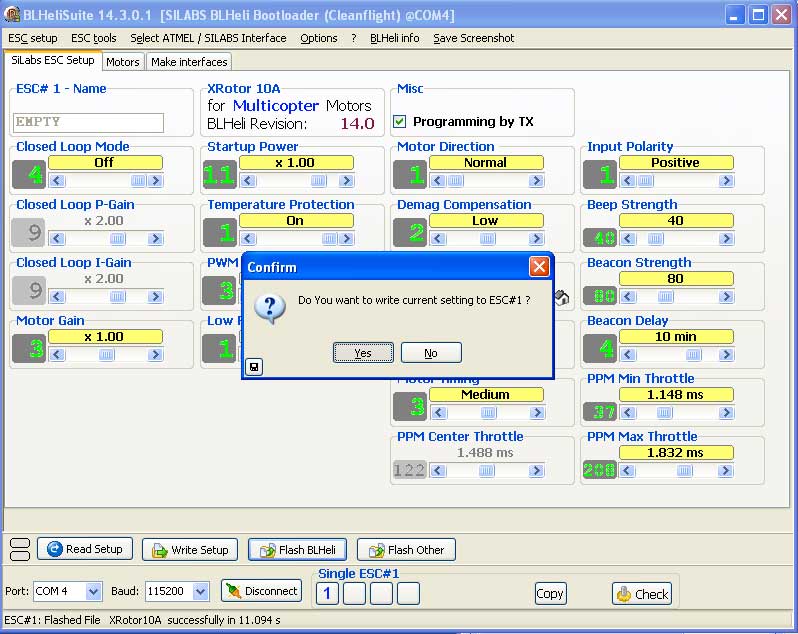 BLHeliSuite 14.3.0.1 [SILABS BLHeli Bootloader (Cleanflight) @COM4]
ESC setup ESC tools Select ATMEL / SILABS Interface Options ? BLHeli info Save Screenshot
SiLabs ESC Setup Motors Make interfaces
ESC# 1 - Name XRotor 10A Misc
for Multicopter Motors
EMPTY BLHeli Revision: 14.0 Programming by TX
Closed Loop Mode Startup Power Motor Direction Input Polarity
Off x 1.00 Normal Positive
4 11 1 1
Closed Loop P-Gain Temperature Protection Demag Compensation Beep Strength
x 2.00 On Low 40
9 1 2 40
Closed Loop I-Gain PWM Beacon Strength
x 2.00 80
9 3 80
Confirm
Do You want to write current setting to ESC#1 ?
Yes No
Motor Gain Low Beacon Delay
x 1.00 10 min
3 1 4
Motor Timing PPM Min Throttle
Medium 1.148 ms
3 37
PPM Center Throttle PPM Max Throttle
1.488 ms 1.832 ms
122 208
Read Setup Write Setup Flash BLHeli Flash Other
Single ESC#1
Port: COM 4 Baud: 115200 Disconnect 1 Copy Check
ESC#1: Flashed File XRotor10A successfully in 11.094 s